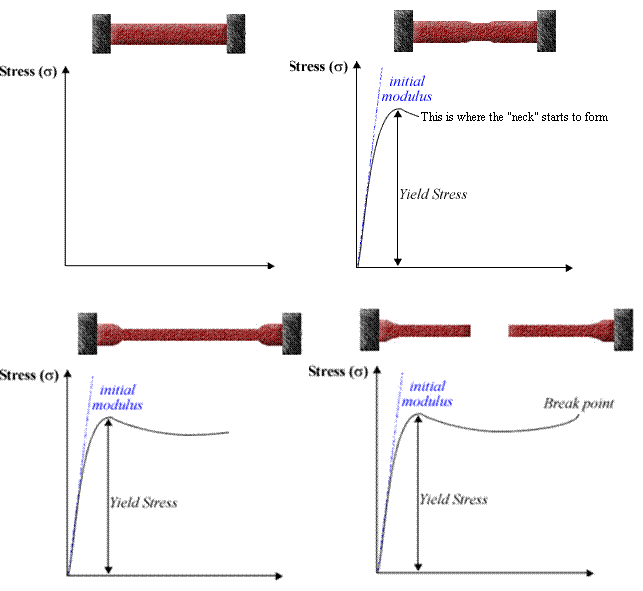 Stress (σ)
Stress (σ)
initial
modulus
This is where the "neck" starts to form
Yield Stress
Stress (σ)
initial
modulus
Yield Stress
Stress (σ)
initial
modulus
Break point
Yield Stress